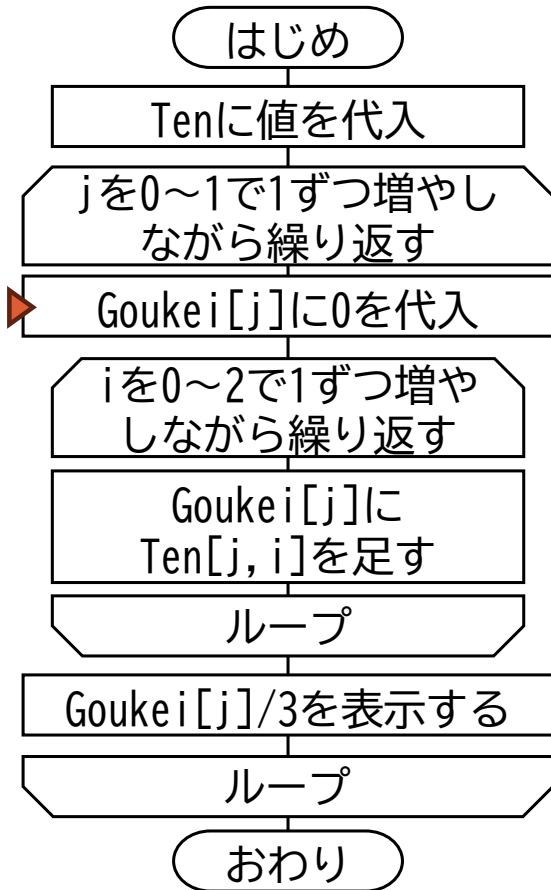 はじめ
Tenに値を代入
jを0～1で1ずつ増やし
ながら繰り返す
Goukei[j]に0を代入
iを0～2で1ずつ増や
しながら繰り返す
Goukei[j]に
Ten[j,i]を足す
ループ
Goukei[j]/3を表示する
ループ
おわり